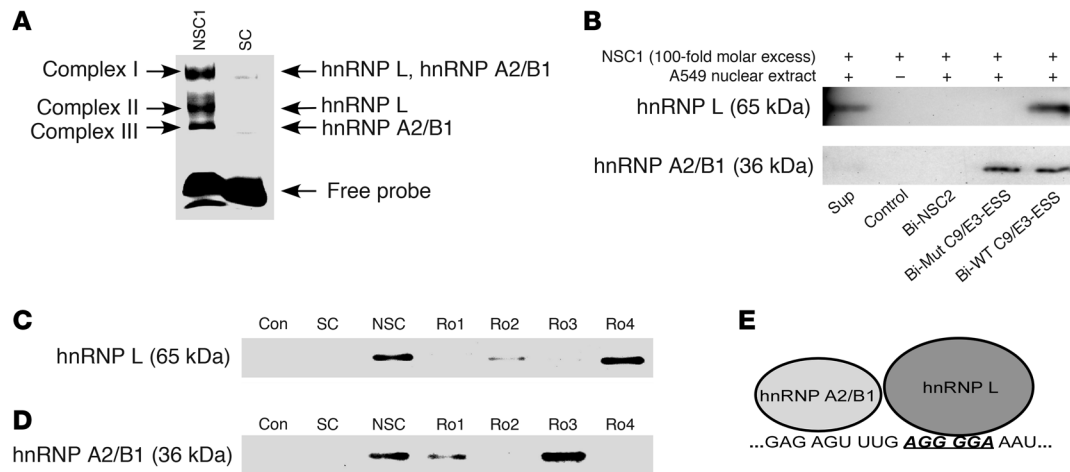 A
NSC1
SC
Complex I
hnRNP L, hnRNP A2/B1
Complex II
hnRNP L
Complex III
hnRNP A2/B1
Free probe
B
NSC1 (100-fold molar excess) + + + + +
A549 nuclear extract + – + + +
hnRNP L (65 kDa)
hnRNP A2/B1 (36 kDa)
Sup
Control
Bi-NSC2
Bi-Mut C9/E3-ESS
Bi-WT C9/E3-ESS
C
Con SC NSC Ro1 Ro2 Ro3 Ro4
hnRNP L (65 kDa)
D
Con SC NSC Ro1 Ro2 Ro3 Ro4
hnRNP A2/B1 (36 kDa)
E
hnRNP A2/B1
hnRNP L
...GAG AGU UUG AGG GGA AAU...